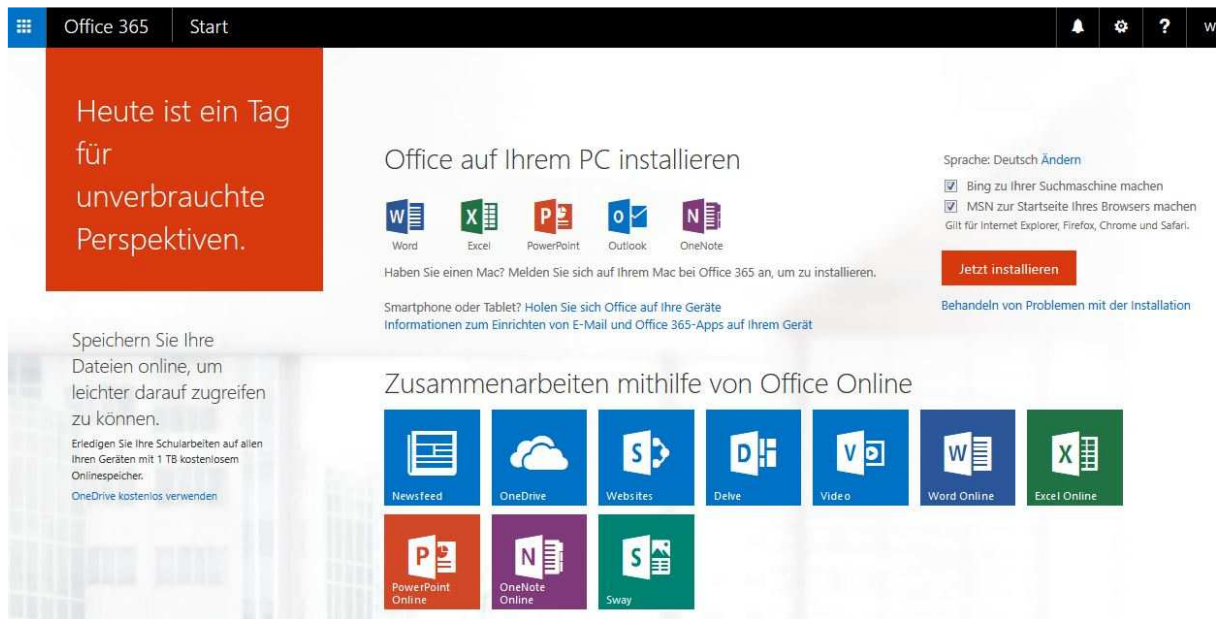 Office 365 Start ? W
Heute ist ein Tag
für
unverbrauchte
Perspektiven.
Speichern Sie Ihre
Dateien online, um
leichter darauf zugreifen
zu können.
Erledigen Sie Ihre Schularbeiten auf allen
Ihren Geräten mit 1 TB kostenlosem
Onlinespeicher.
OneDrive kostenlos verwenden
Office auf Ihrem PC installieren
W X P O N
Word Excel PowerPoint Outlook OneNote
Haben Sie einen Mac? Melden Sie sich auf Ihrem Mac bei Office 365 an, um zu installieren.
Smartphone oder Tablet? Holen Sie sich Office auf Ihre Geräte
Informationen zum Einrichten von E-Mail und Office 365-Apps auf Ihrem Gerät
Sprache: Deutsch Ändern
Bing zu Ihrer Suchmaschine machen
MSN zur Startseite Ihres Browsers machen
Gilt für Internet Explorer, Firefox, Chrome und Safari.
Jetzt installieren
Behandeln von Problemen mit der Installation
Zusammenarbeiten mithilfe von Office Online
S D V W X
Newsfeed OneDrive Websites Delve Video Word Online Excel Online
P N S
PowerPoint
Online
OneNote
Online
Sway